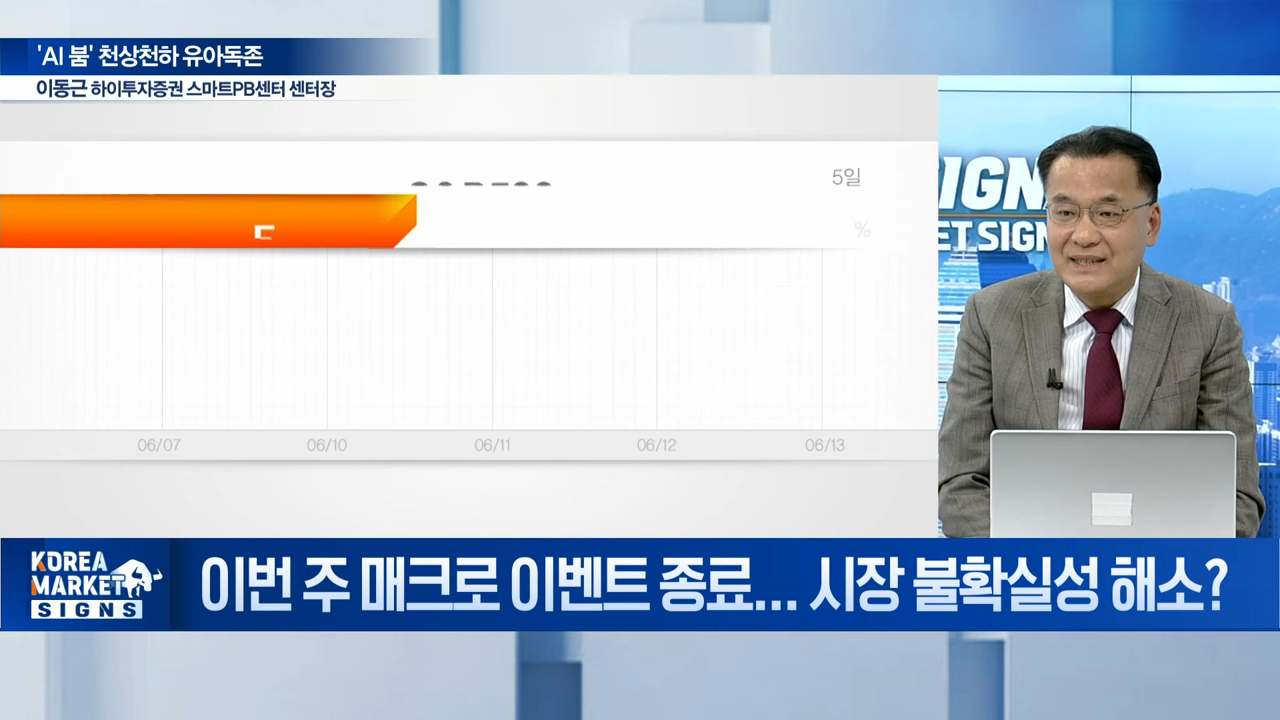 'AI 붐' 천상천하 유아독존
이동근 하이투자증권 스마트PB센터 센터장
5일
%
06/07 06/10 06/11 06/12 06/13
SIGN
ET SIGN
KOREA
MARKET
SIGNS
이번 주 매크로 이벤트 종료... 시장 불확실성 해소?